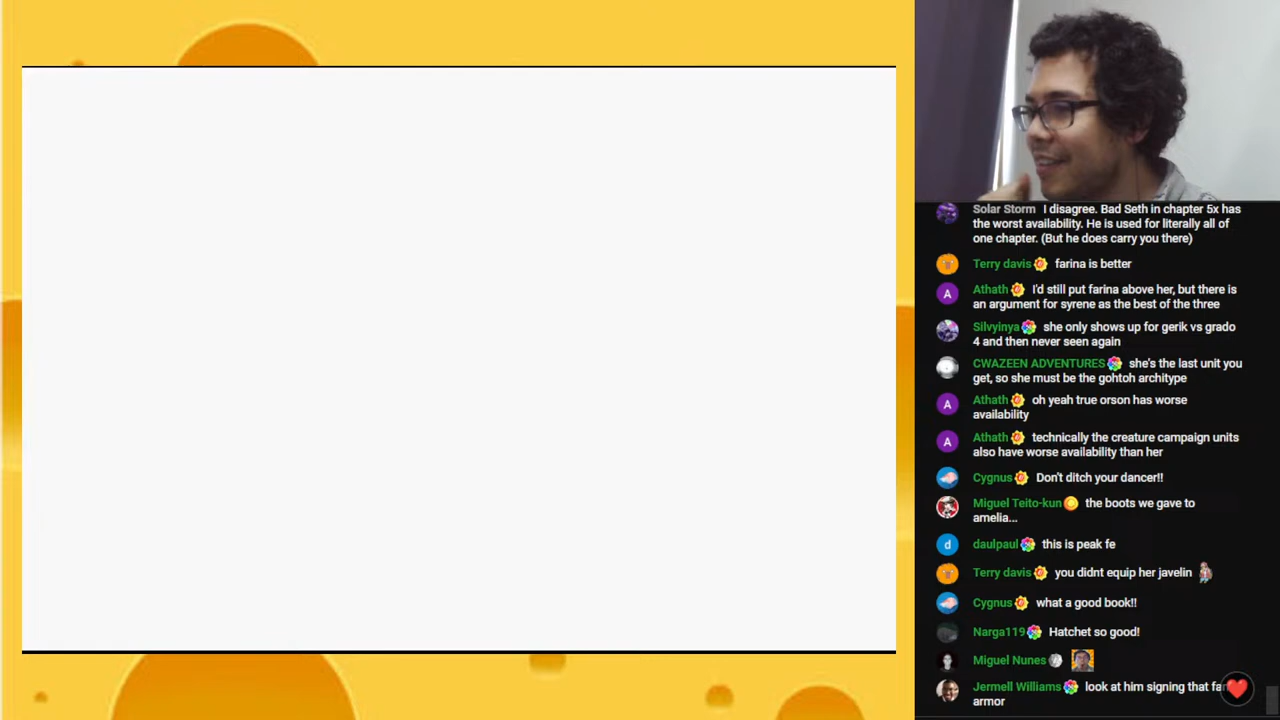 Solar Storm I disagree. Bad Seth in chapter 5x has
the worst availability. He is used for literally all of
one chapter. (But he does carry you there)
Terry davis farina is better
Athath I'd still put farina above her, but there is
an argument for syrene as the best of the three
Silvyinya she only shows up for gerik vs grado
4 and then never seen again
CWAZEEN ADVENTURES she's the last unit you
get, so she must be the gohtoh architype
A
Athath oh yeah true orson has worse
availability
A
Athath technically the creature campaign units
also have worse availability than her
Cygnus Don't ditch your dancer!!
Miguel Teito-kun the boots we gave to
amelia...
d
daulpaul this is peak fe
Terry davis you didnt equip her javelin
Cygnus what a good book!!
Narga119 Hatchet so good!
Miguel Nunes
Jermell Williams look at him signing that
armor